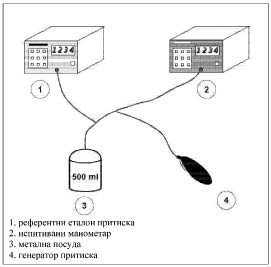 1234
1234
1
2
500 ml
3
4
1. референтни еталон притиска
2. испитивани манометар
3. метална посуда
4. генератор притиска